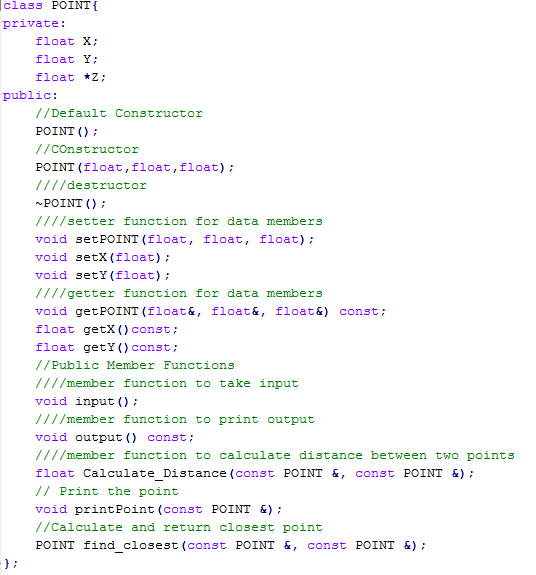 class POINT{
private:
    float X;
    float Y;
    float *Z;
public:
    //Default Constructor
    POINT();
    //COnstructor
    POINT(float,float,float);
    ////destructor
    ~POINT();
    ////setter function for data members
    void setPOINT(float, float, float);
    void setX(float);
    void setY(float);
    ////getter function for data members
    void getPOINT(float&, float&, float&) const;
    float getX()const;
    float getY()const;
    //Public Member Functions
    ////member function to take input
    void input();
    ////member function to print output
    void output() const;
    ////member function to calculate distance between two points
    float Calculate_Distance(const POINT &, const POINT &);
    // Print the point
    void printPoint(const POINT &);
    //Calculate and return closest point
    POINT find_closest(const POINT &, const POINT &);
};